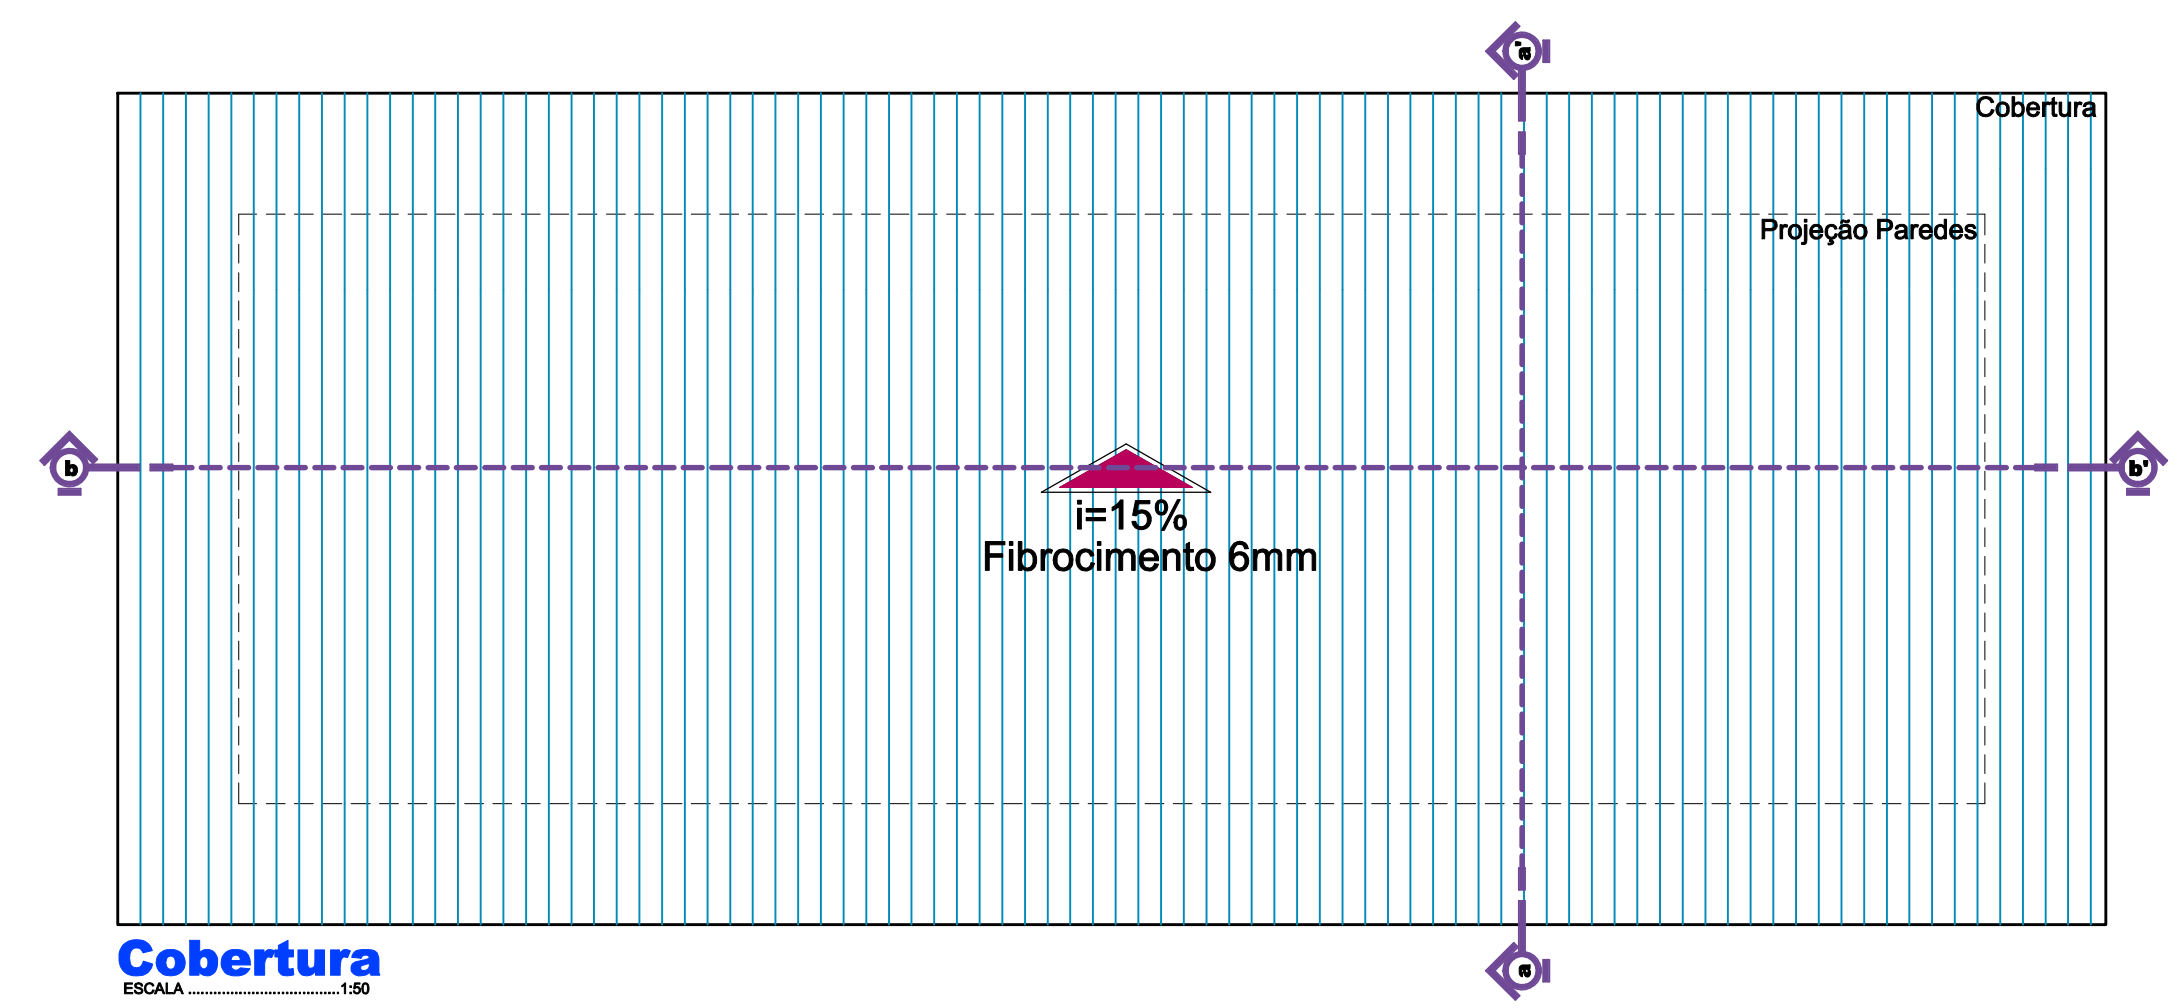 a'
Cobertura
Projeção Paredes
b
b'
i=15%
Fibrocimento 6mm
Cobertura
ESCALA ....................................1:50
a